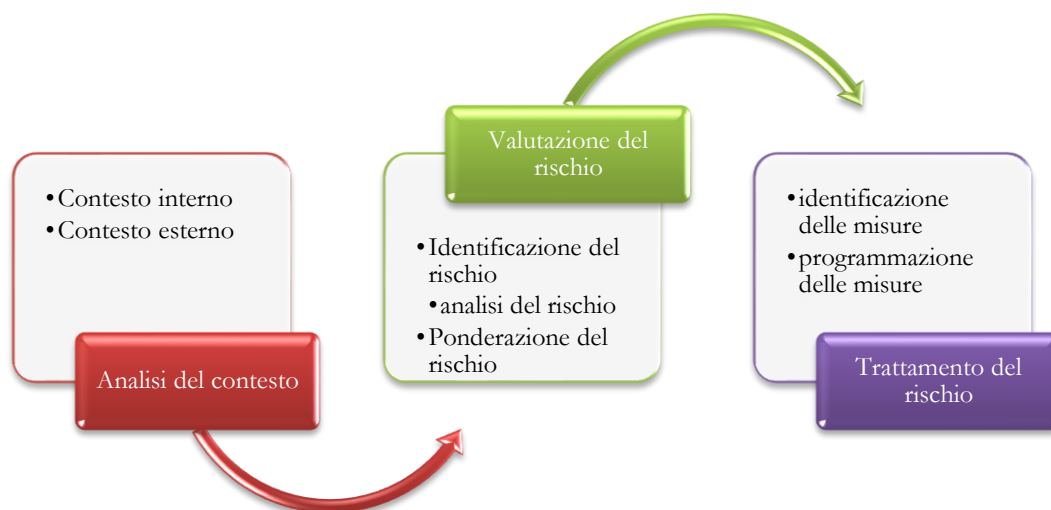 •Contesto interno
•Contesto esterno
Analisi del contesto
Valutazione del
rischio
•Identificazione del
rischio
•analisi del rischio
•Ponderazione del
rischio
•identificazione
delle misure
•programmazione
delle misure
Trattamento del
rischio